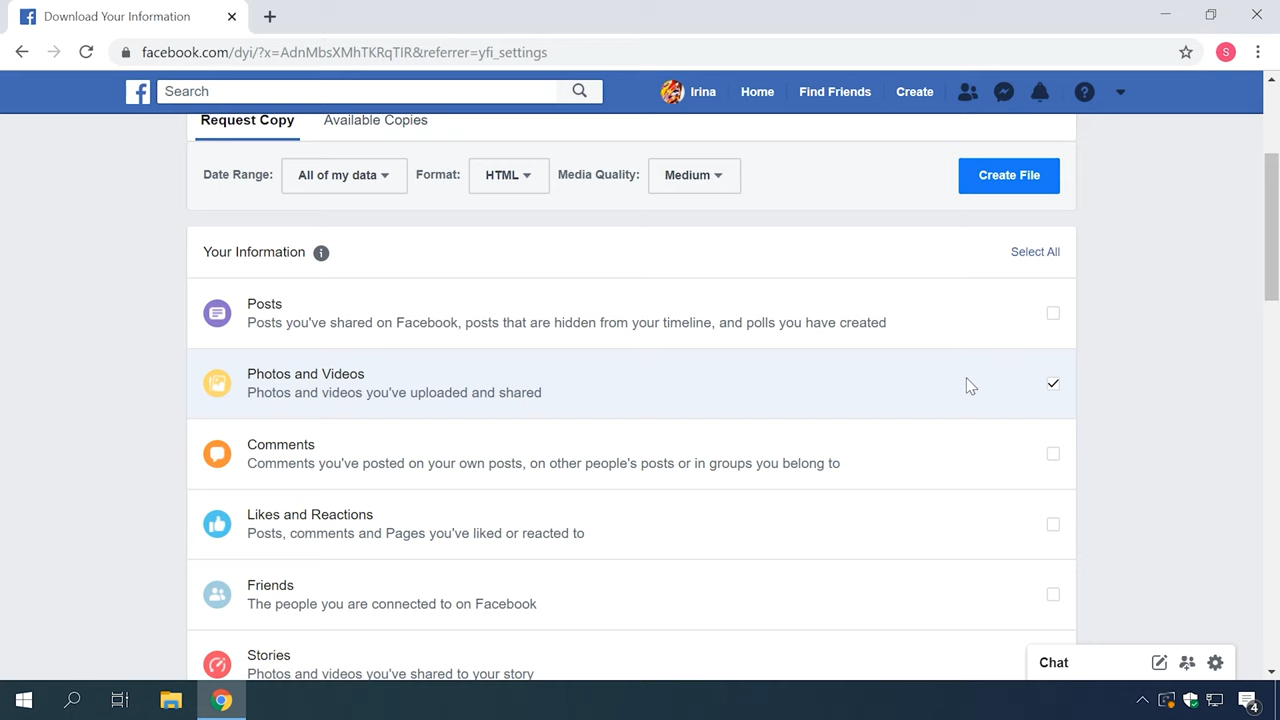 Download Your Information
facebook.com/dyi/?x=AdnMbsXMhTKRqTlR&referrer=yfi_settings
S
Search
Irina
Home
Find Friends
Create
Request Copy
Available Copies
Date Range:
All of my data
Format:
HTML
Media Quality:
Medium
Create File
Your Information
Select All
Posts
Posts you've shared on Facebook, posts that are hidden from your timeline, and polls you have created
Photos and Videos
Photos and videos you've uploaded and shared
Comments
Comments you've posted on your own posts, on other people's posts or in groups you belong to
Likes and Reactions
Posts, comments and Pages you've liked or reacted to
Friends
The people you are connected to on Facebook
Stories
Photos and videos you've shared to your story
Chat
4